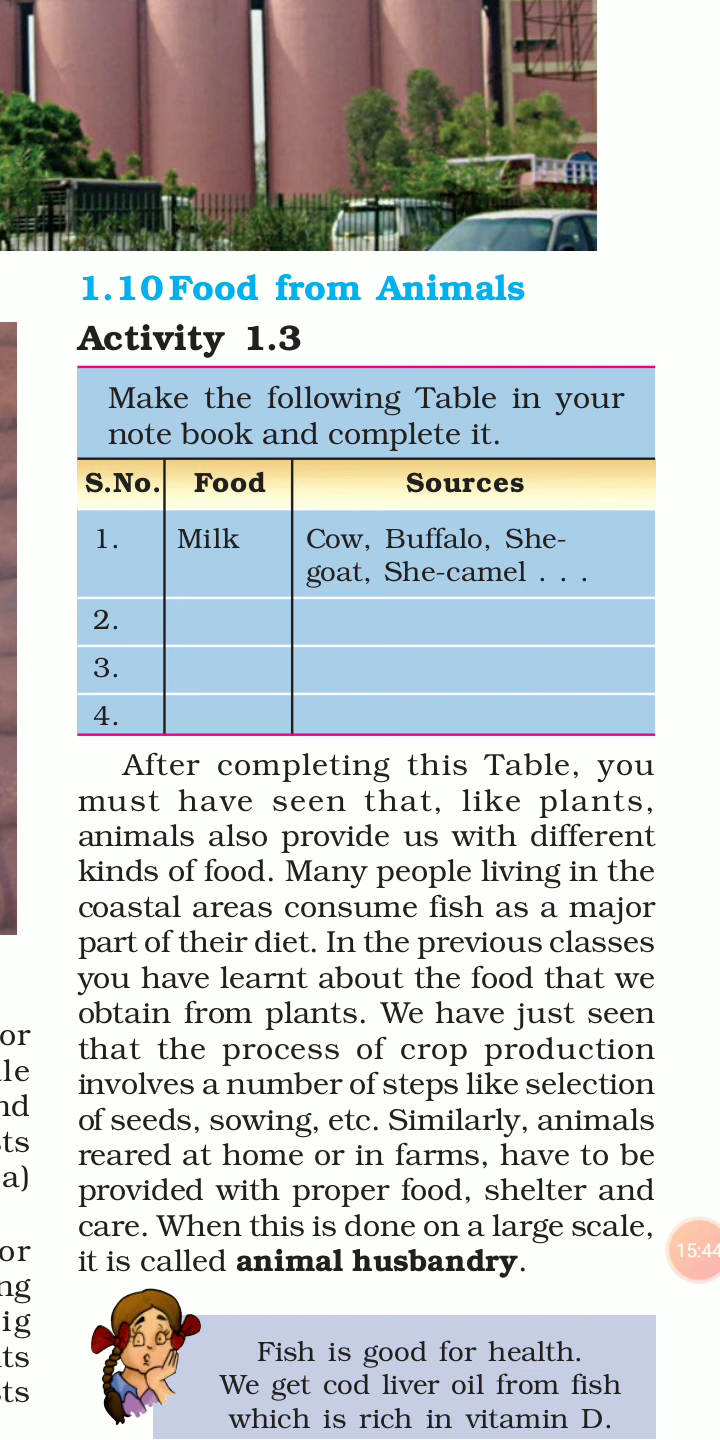 1.10 Food from Animals
Activity 1.3
Make the following Table in your
note book and complete it.
S.No. Food Sources
1. Milk Cow, Buffalo, She-
goat, She-camel . . .
2.
3.
4.
After completing this Table, you
must have seen that, like plants,
animals also provide us with different
kinds of food. Many people living in the
coastal areas consume fish as a major
part of their diet. In the previous classes
you have learnt about the food that we
obtain from plants. We have just seen
that the process of crop production
involves a number of steps like selection
of seeds, sowing, etc. Similarly, animals
reared at home or in farms, have to be
provided with proper food, shelter and
care. When this is done on a large scale,
it is called animal husbandry.
Fish is good for health.
We get cod liver oil from fish
which is rich in vitamin D.
15:44